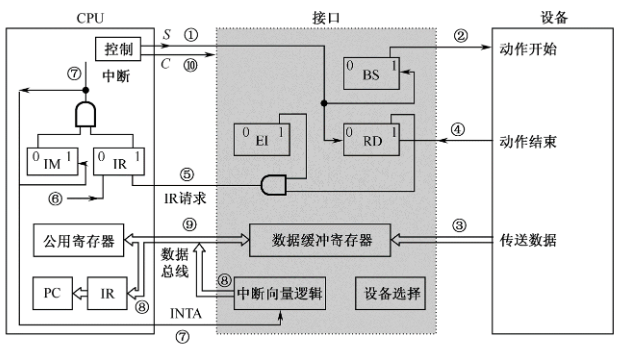 CPU 接口 设备
控制 S ① ② 动作开始
中断 C ⑩
⑦ 0 1
BS
0 1 0 1 ④ 动作结束
EI RD
0 1 0 1
IM IR ⑤
⑥ IR请求
⑨ ③
公用寄存器 数据缓冲寄存器 传送数据
数据
总线
⑧
PC IR ⑧ 中断向量逻辑 设备选择
INTA
⑦